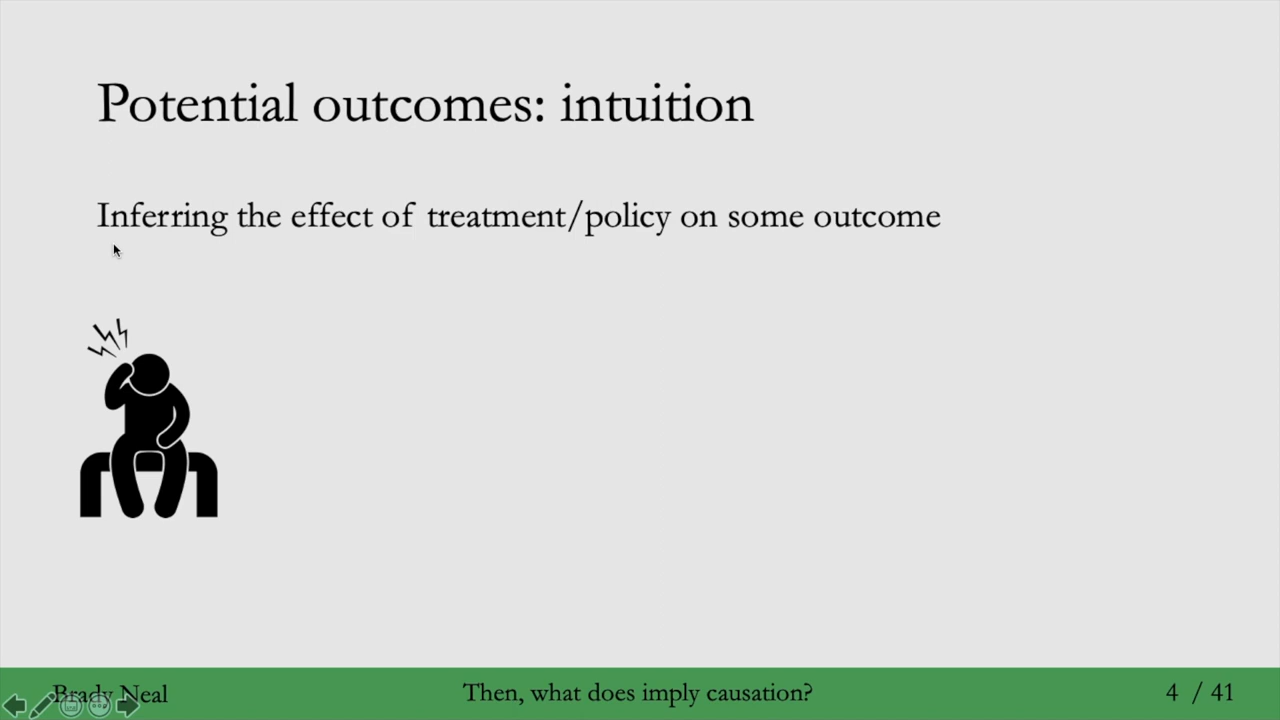 Potential outcomes: intuition
Inferring the effect of treatment/policy on some outcome
Brady Neal
Then, what does imply causation?
4 / 41